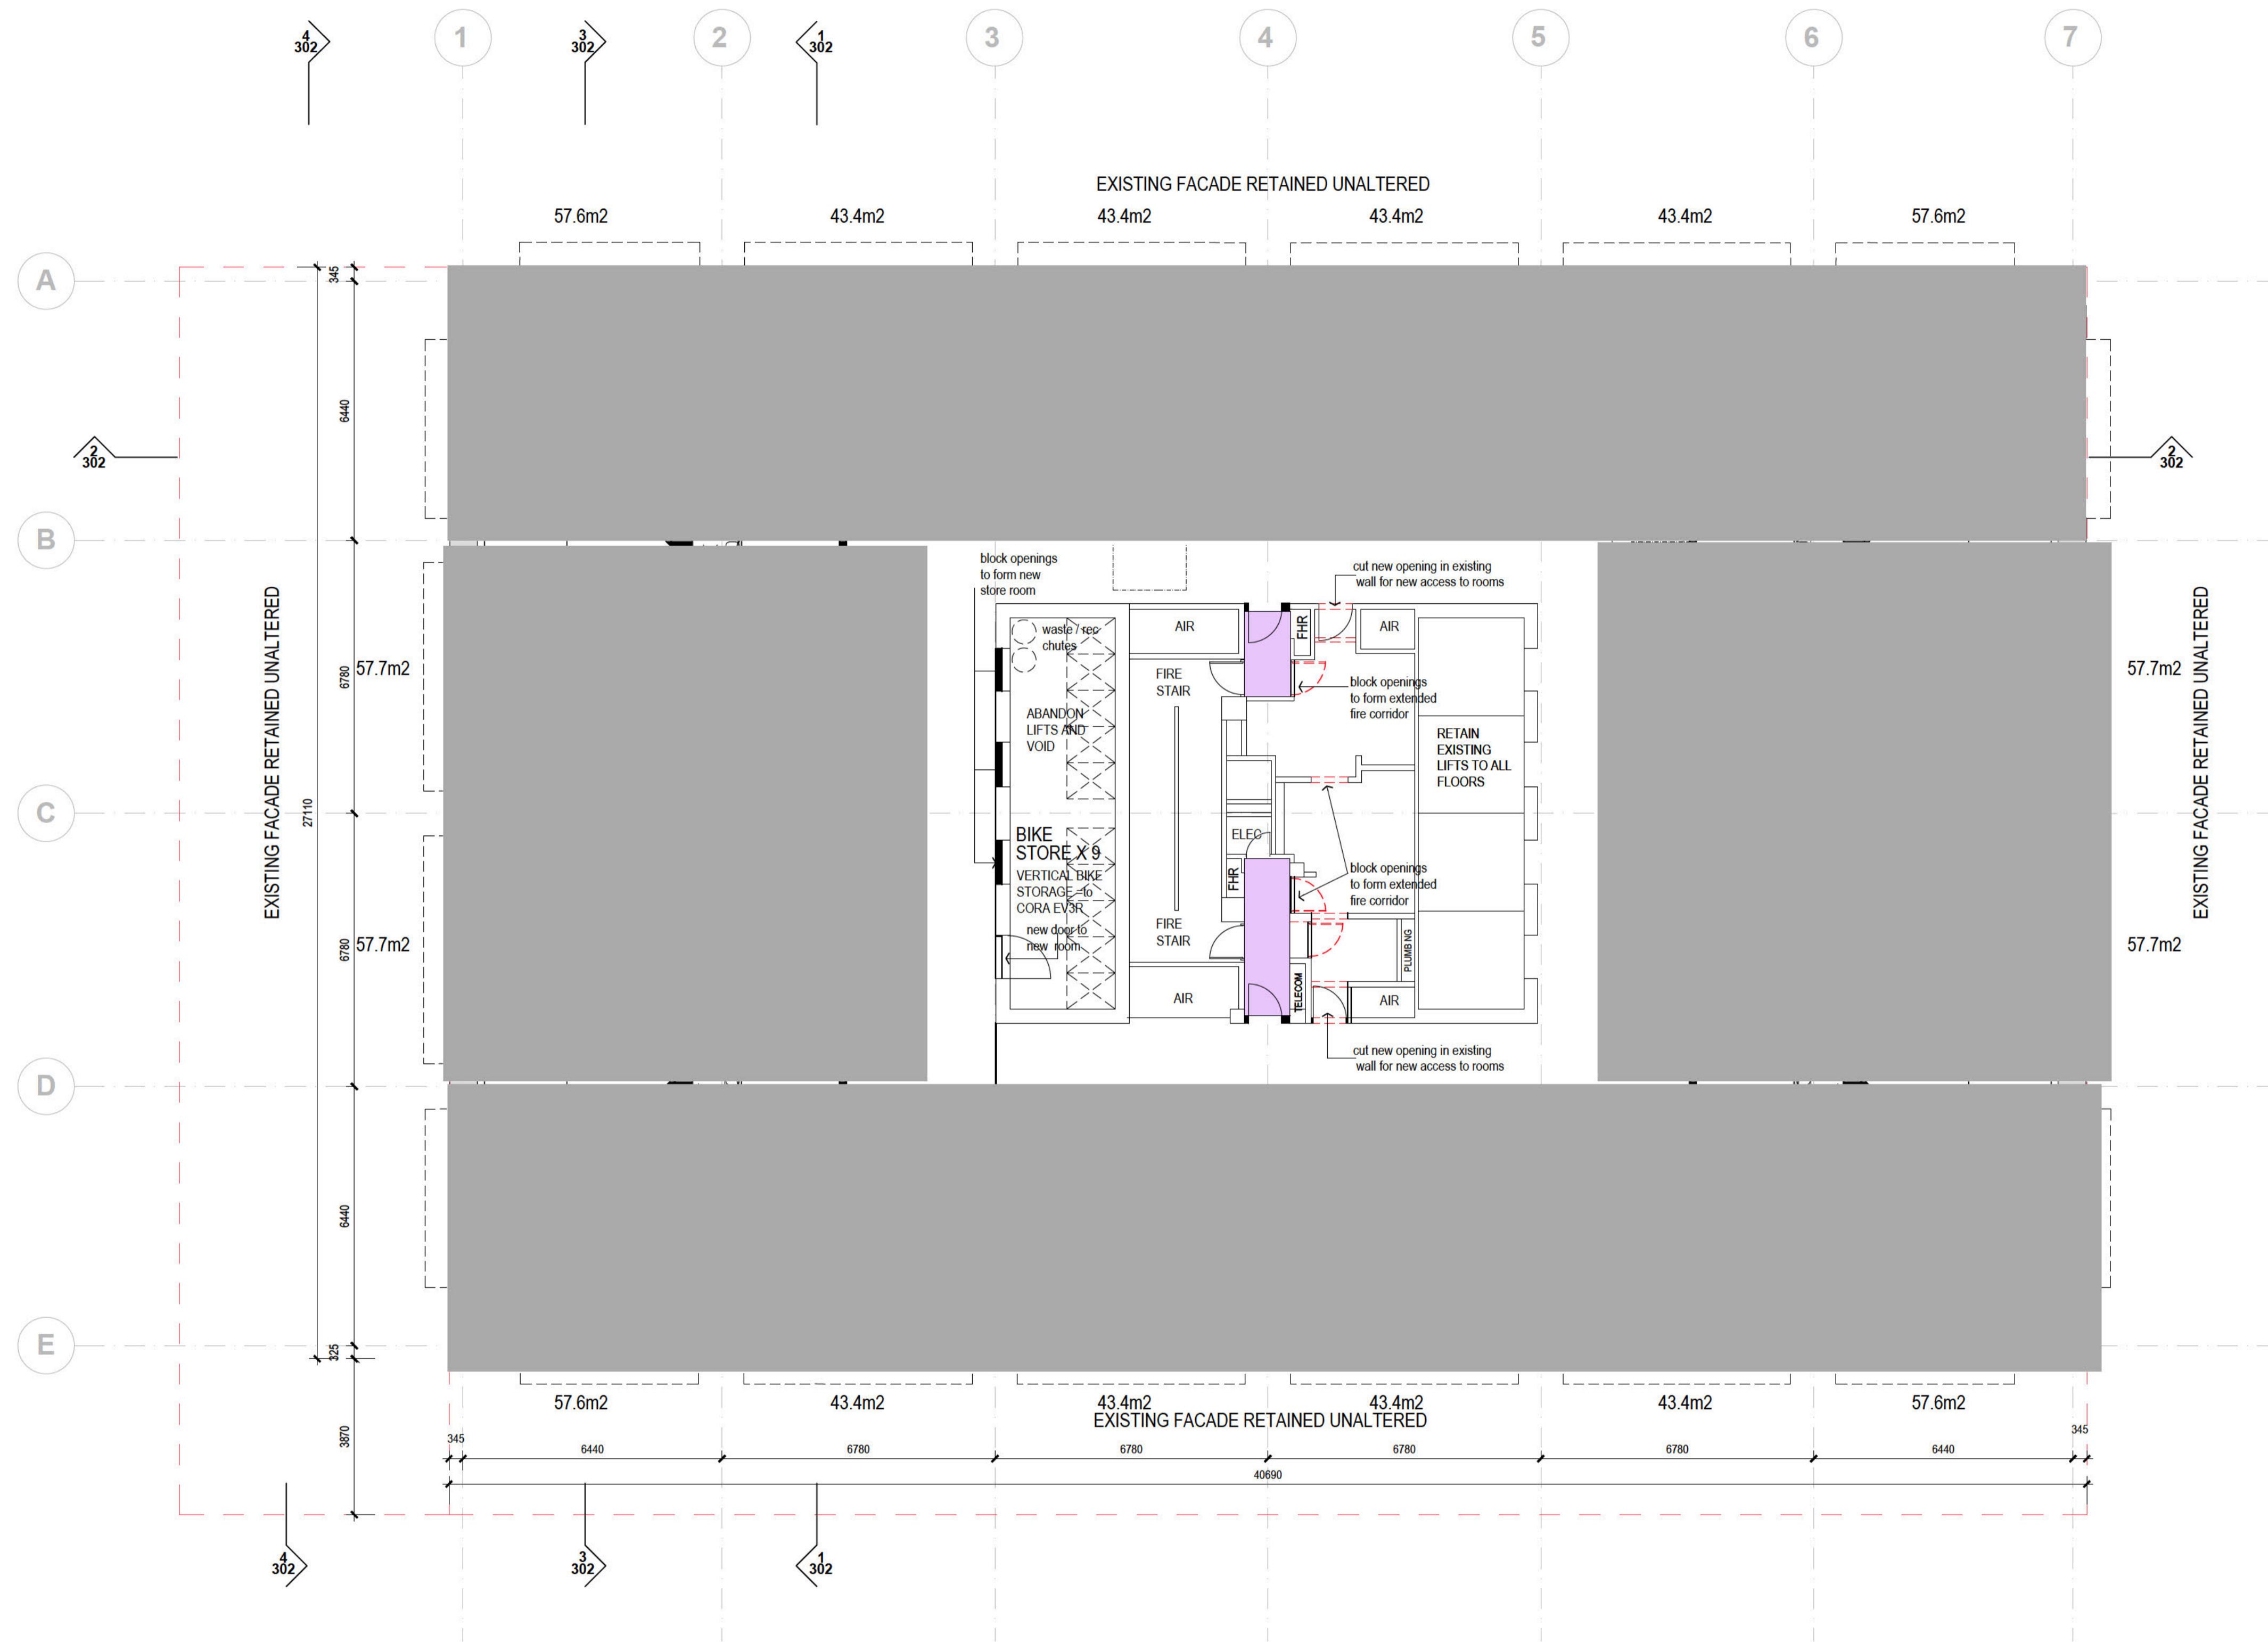 1
2
3
4
5
6
7
4
302
3
302
1
302
EXISTING FACADE RETAINED UNALTERED
57.6m2
43.4m2
43.4m2
43.4m2
43.4m2
57.6m2
A
B
C
D
E
345
6440
6780
6780
6440
325
3870
27110
2
302
2
302
EXISTING FACADE RETAINED UNALTERED
57.7m2
57.7m2
block openings
to form new
store room
waste / rec
chutes
ABANDON
LIFTS AND
VOID
BIKE
STORE X 9
VERTICAL BIKE
STORAGE -to
CORA EV3R
new door to
new room
AIR
FIRE
STAIR
FIRE
STAIR
AIR
FHR
AIR
cut new opening in existing
wall for new access to rooms
block openings
to form extended
fire corridor
RETAIN
EXISTING
LIFTS TO ALL
FLOORS
ELEC
FHR
block openings
to form extended
fire corridor
PLUMB NG
TELECOM
AIR
cut new opening in existing
wall for new access to rooms
57.7m2
57.7m2
EXISTING FACADE RETAINED UNALTERED
57.6m2
43.4m2
43.4m2
43.4m2
43.4m2
57.6m2
EXISTING FACADE RETAINED UNALTERED
345
6440
6780
6780
6780
6780
6440
345
40690
4
302
3
302
1
302